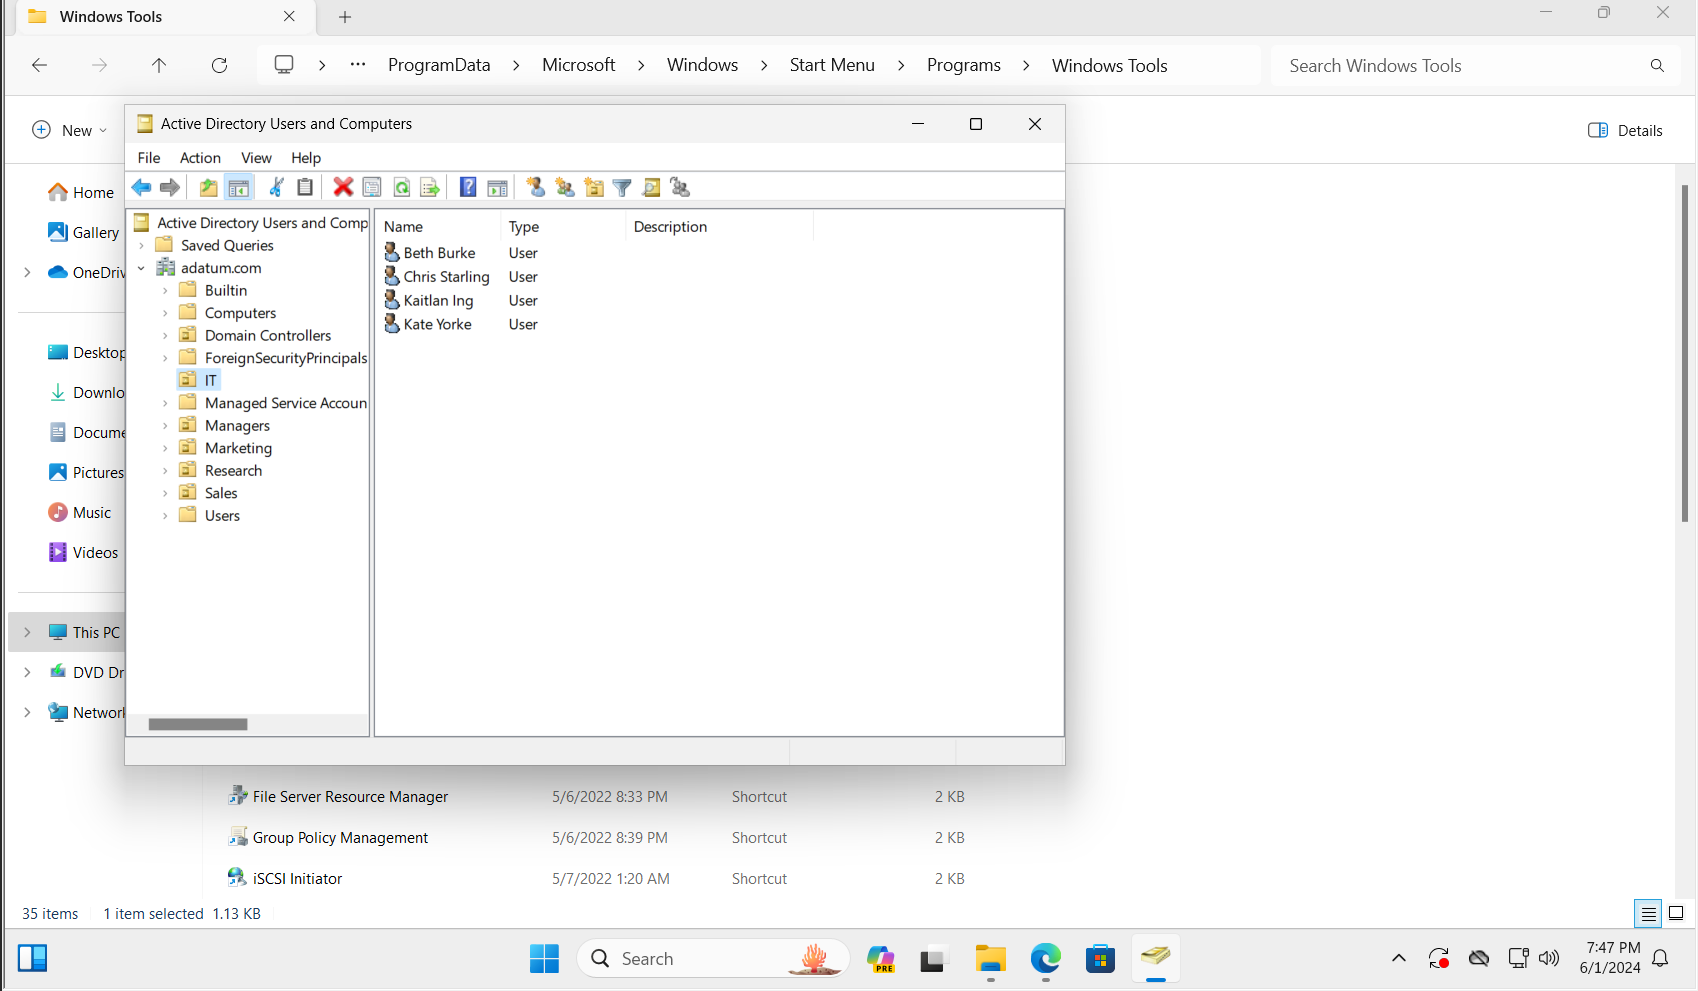 Windows Tools
ProgramData > Microsoft > Windows > Start Menu > Programs > Windows Tools
Search Windows Tools
New
Details
Active Directory Users and Computers
File Action View Help
Home
Gallery
OneDriv
Desktop
Downlo
Docume
Pictures
Music
Videos
This PC
DVD Dr
Network
Active Directory Users and Comp
Saved Queries
adatum.com
Builtin
Computers
Domain Controllers
ForeignSecurityPrincipals
IT
Managed Service Accoun
Managers
Marketing
Research
Sales
Users
Name Type Description
Beth Burke User
Chris Starling User
Kaitlan Ing User
Kate Yorke User
File Server Resource Manager 5/6/2022 8:33 PM Shortcut 2 KB
Group Policy Management 5/6/2022 8:39 PM Shortcut 2 KB
iSCSI Initiator 5/7/2022 1:20 AM Shortcut 2 KB
35 items 1 item selected 1.13 KB
Search
PRE
7:47 PM
6/1/2024